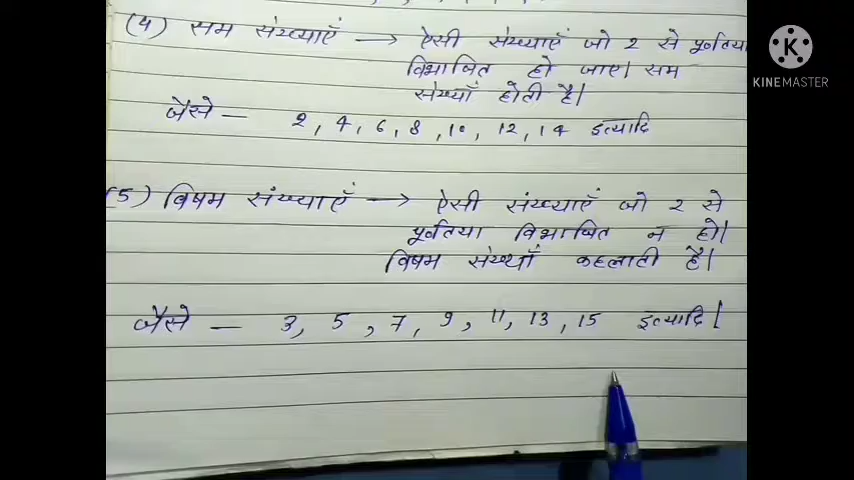 (4) सम संख्याएँ → ऐसी संख्याएँ जो 2 से पूर्णतया
विभाजित हो जाए। सम
संख्याँ होती है।
जैसे — 2, 4, 6, 8, 10, 12, 14 इत्यादि
(5) विषम संख्याएँ → ऐसी संख्याएँ जो 2 से
पूर्णतया विभाजित न हो।
विषम संख्याँ कहलाती है।
जैसे — 3, 5, 7, 9, 11, 13, 15 इत्यादि।
K
KINEMASTER